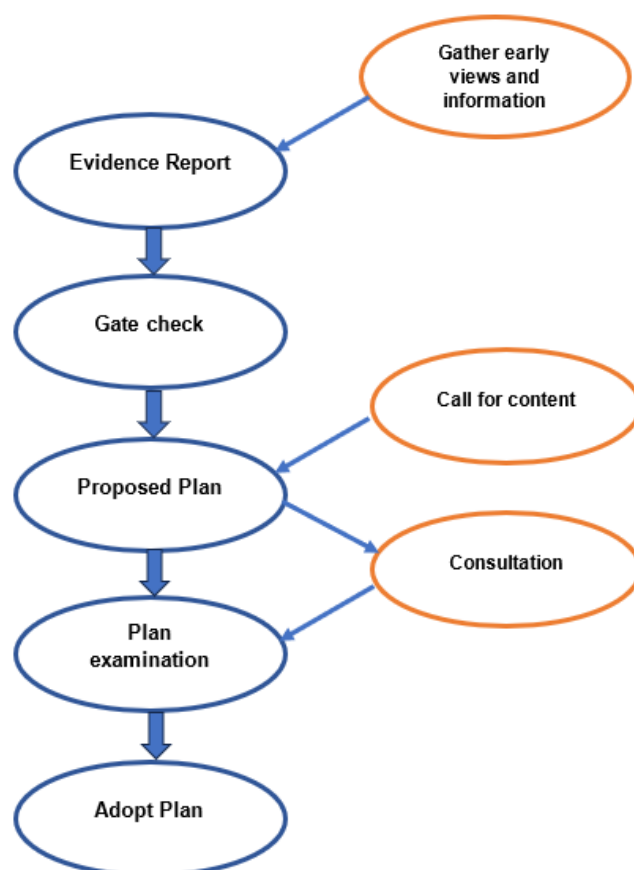 Gather early
views and
information
Evidence Report
Gate check
Call for content
Proposed Plan
Consultation
Plan
examination
Adopt Plan